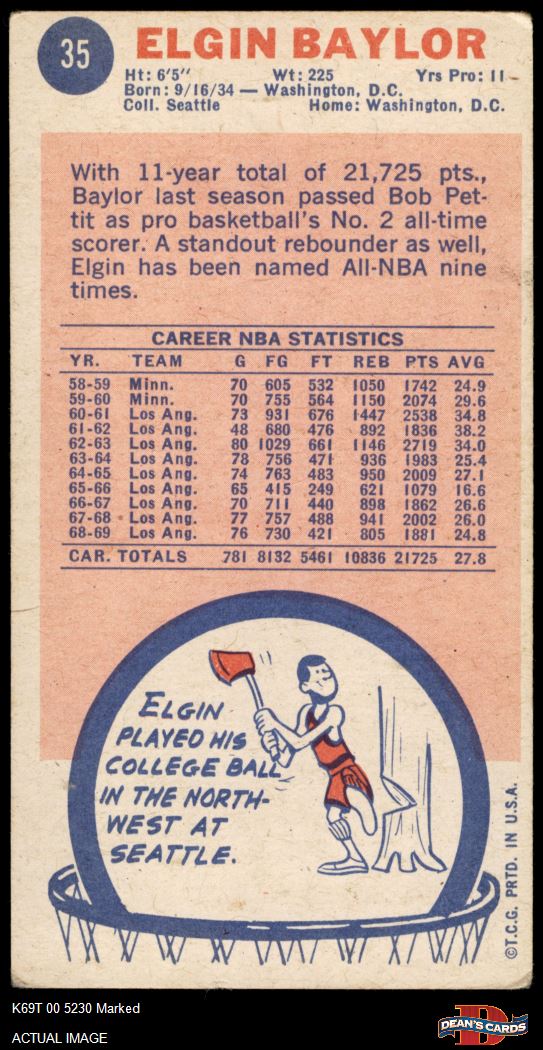 35
ELGIN BAYLOR
Ht: 6'5" Wt: 225 Yrs Pro: 11
Born: 9/16/34 — Washington, D.C.
Coll. Seattle Home: Washington, D.C.
With 11-year total of 21,725 pts.,
Baylor last season passed Bob Pet-
tit as pro basketball's No. 2 all-time
scorer. A standout rebounder as well,
Elgin has been named All-NBA nine
times.
CAREER NBA STATISTICS
YR. TEAM G FG FT REB PTS AVG
58-59 Minn. 70 605 532 1050 1742 24.9
59-60 Minn. 70 755 564 1150 2074 29.6
60-61 Los Ang. 73 931 676 1447 2538 34.8
61-62 Los Ang. 48 680 476 892 1836 38.2
62-63 Los Ang. 80 1029 661 1146 2719 34.0
63-64 Los Ang. 78 756 471 936 1983 25.4
64-65 Los Ang. 74 763 483 950 2009 27.1
65-66 Los Ang. 65 415 249 621 1079 16.6
66-67 Los Ang. 70 711 440 898 1862 26.6
67-68 Los Ang. 77 757 488 941 2002 26.0
68-69 Los Ang. 76 730 421 805 1881 24.8
CAR. TOTALS 781 8132 5461 10836 21725 27.8
ELGIN
PLAYED HIS
COLLEGE BALL
IN THE NORTH-
WEST AT
SEATTLE.
©T.C.G. PRTD. IN U.S.A.
K69T 00 5230 Marked
ACTUAL IMAGE
D
DEAN'S CARDS